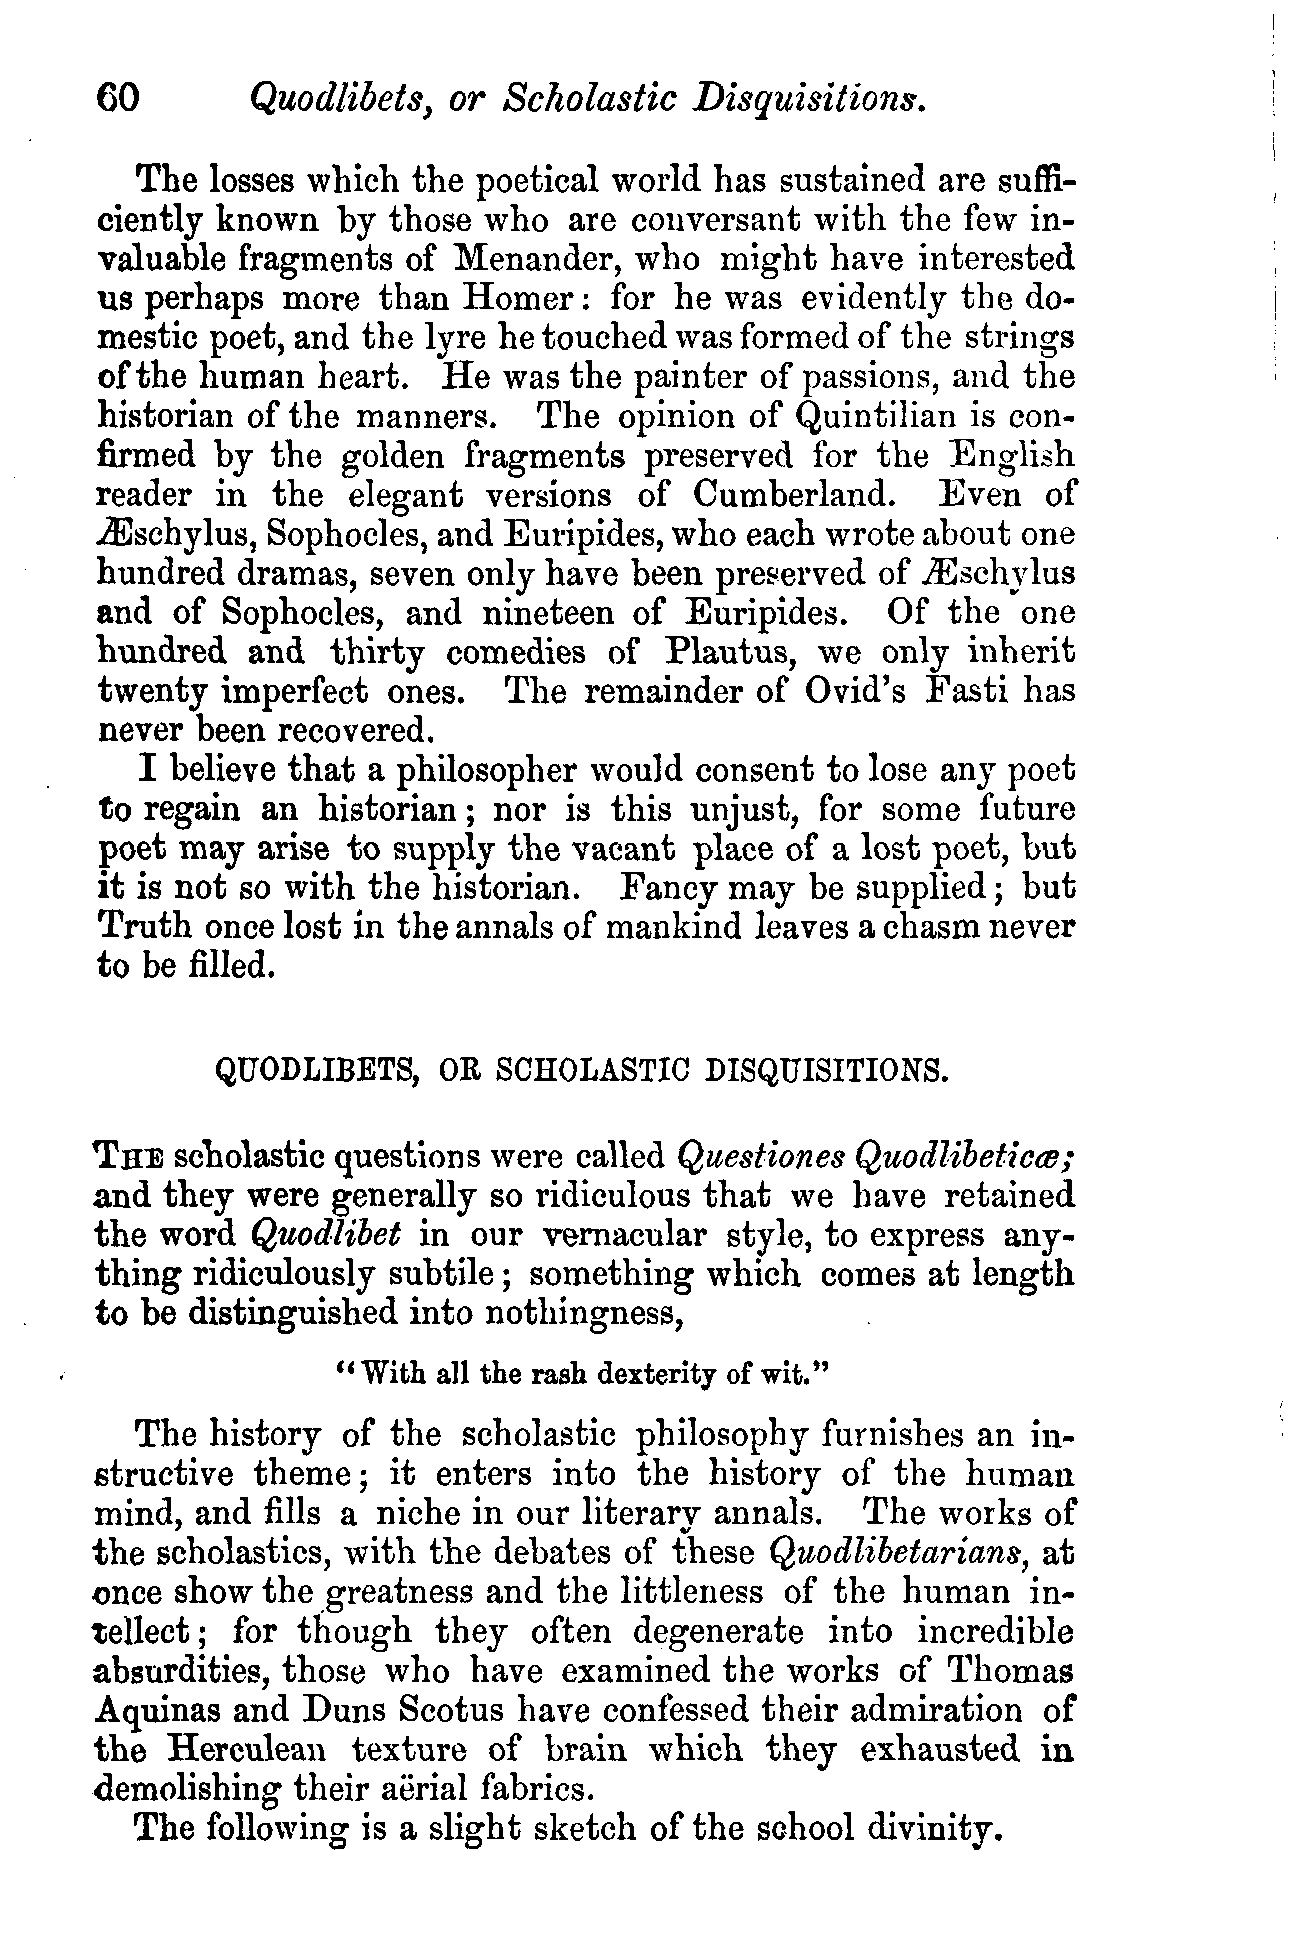 60 Quodlibets, or Scholastic Disquisitions.
The losses which the poetical world has sustained are suffi-
ciently known by those who are conversant with the few in-
valuable fragments of Menander, who might have interested
us perhaps more than Homer: for he was evidently the do-
mestic poet, and the lyre he touched was formed of the strings
of the human heart. He was the painter of passions, and the
historian of the manners. The opinion of Quintilian is con-
firmed by the golden fragments preserved for the English
reader in the elegant versions of Cumberland. Even of
Æschylus, Sophocles, and Euripides, who each wrote about one
hundred dramas, seven only have been preserved of Æschylus
and of Sophocles, and nineteen of Euripides. Of the one
hundred and thirty comedies of Plautus, we only inherit
twenty imperfect ones. The remainder of Ovid's Fasti has
never been recovered.
I believe that a philosopher would consent to lose any poet
to regain an historian; nor is this unjust, for some future
poet may arise to supply the vacant place of a lost poet, but
it is not so with the historian. Fancy may be supplied; but
Truth once lost in the annals of mankind leaves a chasm never
to be filled.
QUODLIBETS, OR SCHOLASTIC DISQUISITIONS.
THE scholastic questions were called Questiones Quodlibeticæ;
and they were generally so ridiculous that we have retained
the word Quodlibet in our vernacular style, to express any-
thing ridiculously subtile; something which comes at length
to be distinguished into nothingness,
"With all the rash dexterity of wit."
The history of the scholastic philosophy furnishes an in-
structive theme; it enters into the history of the human
mind, and fills a niche in our literary annals. The works of
the scholastics, with the debates of these Quodlibetarians, at
once show the greatness and the littleness of the human in-
tellect; for though they often degenerate into incredible
absurdities, those who have examined the works of Thomas
Aquinas and Duns Scotus have confessed their admiration of
the Herculean texture of brain which they exhausted in
demolishing their aërial fabrics.
The following is a slight sketch of the school divinity.